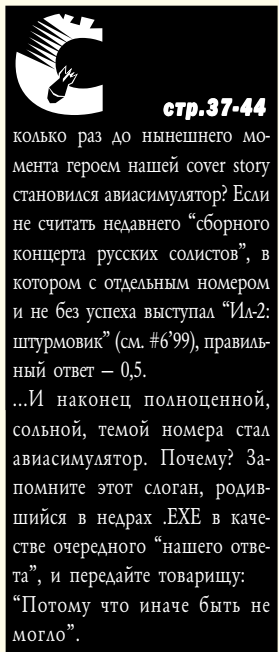 С
стр.37-44
колько раз до нынешнего мо-
мента героем нашей cover story
становился авиасимулятор? Если
не считать недавнего “сборного
концерта русских солистов”, в
котором с отдельным номером
и не без успеха выступал “Ил-2:
штурмовик” (см. #6’99), правиль-
ный ответ — 0,5.
...И наконец полноценной,
сольной, темой номера стал
авиасимулятор. Почему? За-
помните этот слоган, родив-
шийся в недрах .EXE в каче-
стве очередного “нашего отве-
та”, и передайте товарищу:
“Потому что иначе быть не
могло”.